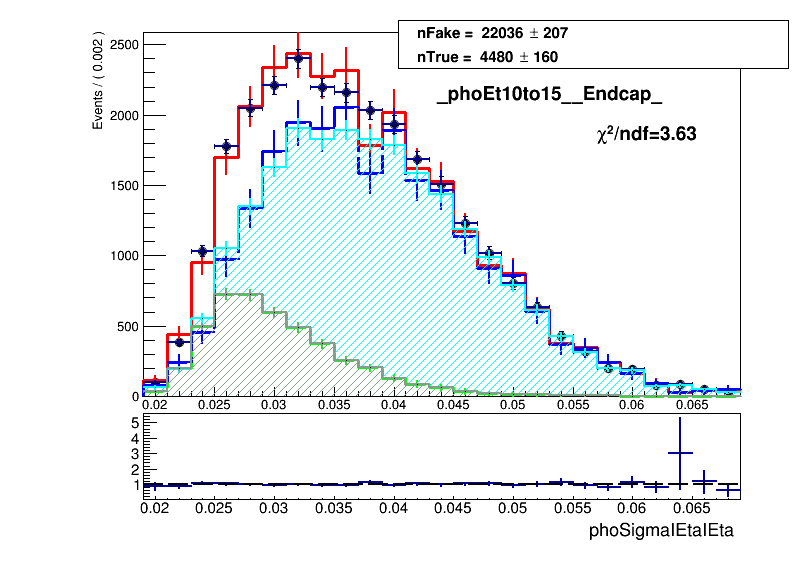 nFake = 22036 ± 207
nTrue = 4480 ± 160
_phoEt10to15__Endcap_
χ²/ndf=3.63
Events / ( 0.002 )
2500
2000
1500
1000
500
0
0.02 0.025 0.03 0.035 0.04 0.045 0.05 0.055 0.06 0.065
5
4
3
2
1
0.02 0.025 0.03 0.035 0.04 0.045 0.05 0.055 0.06 0.065
phoSigmaIEtaIEta